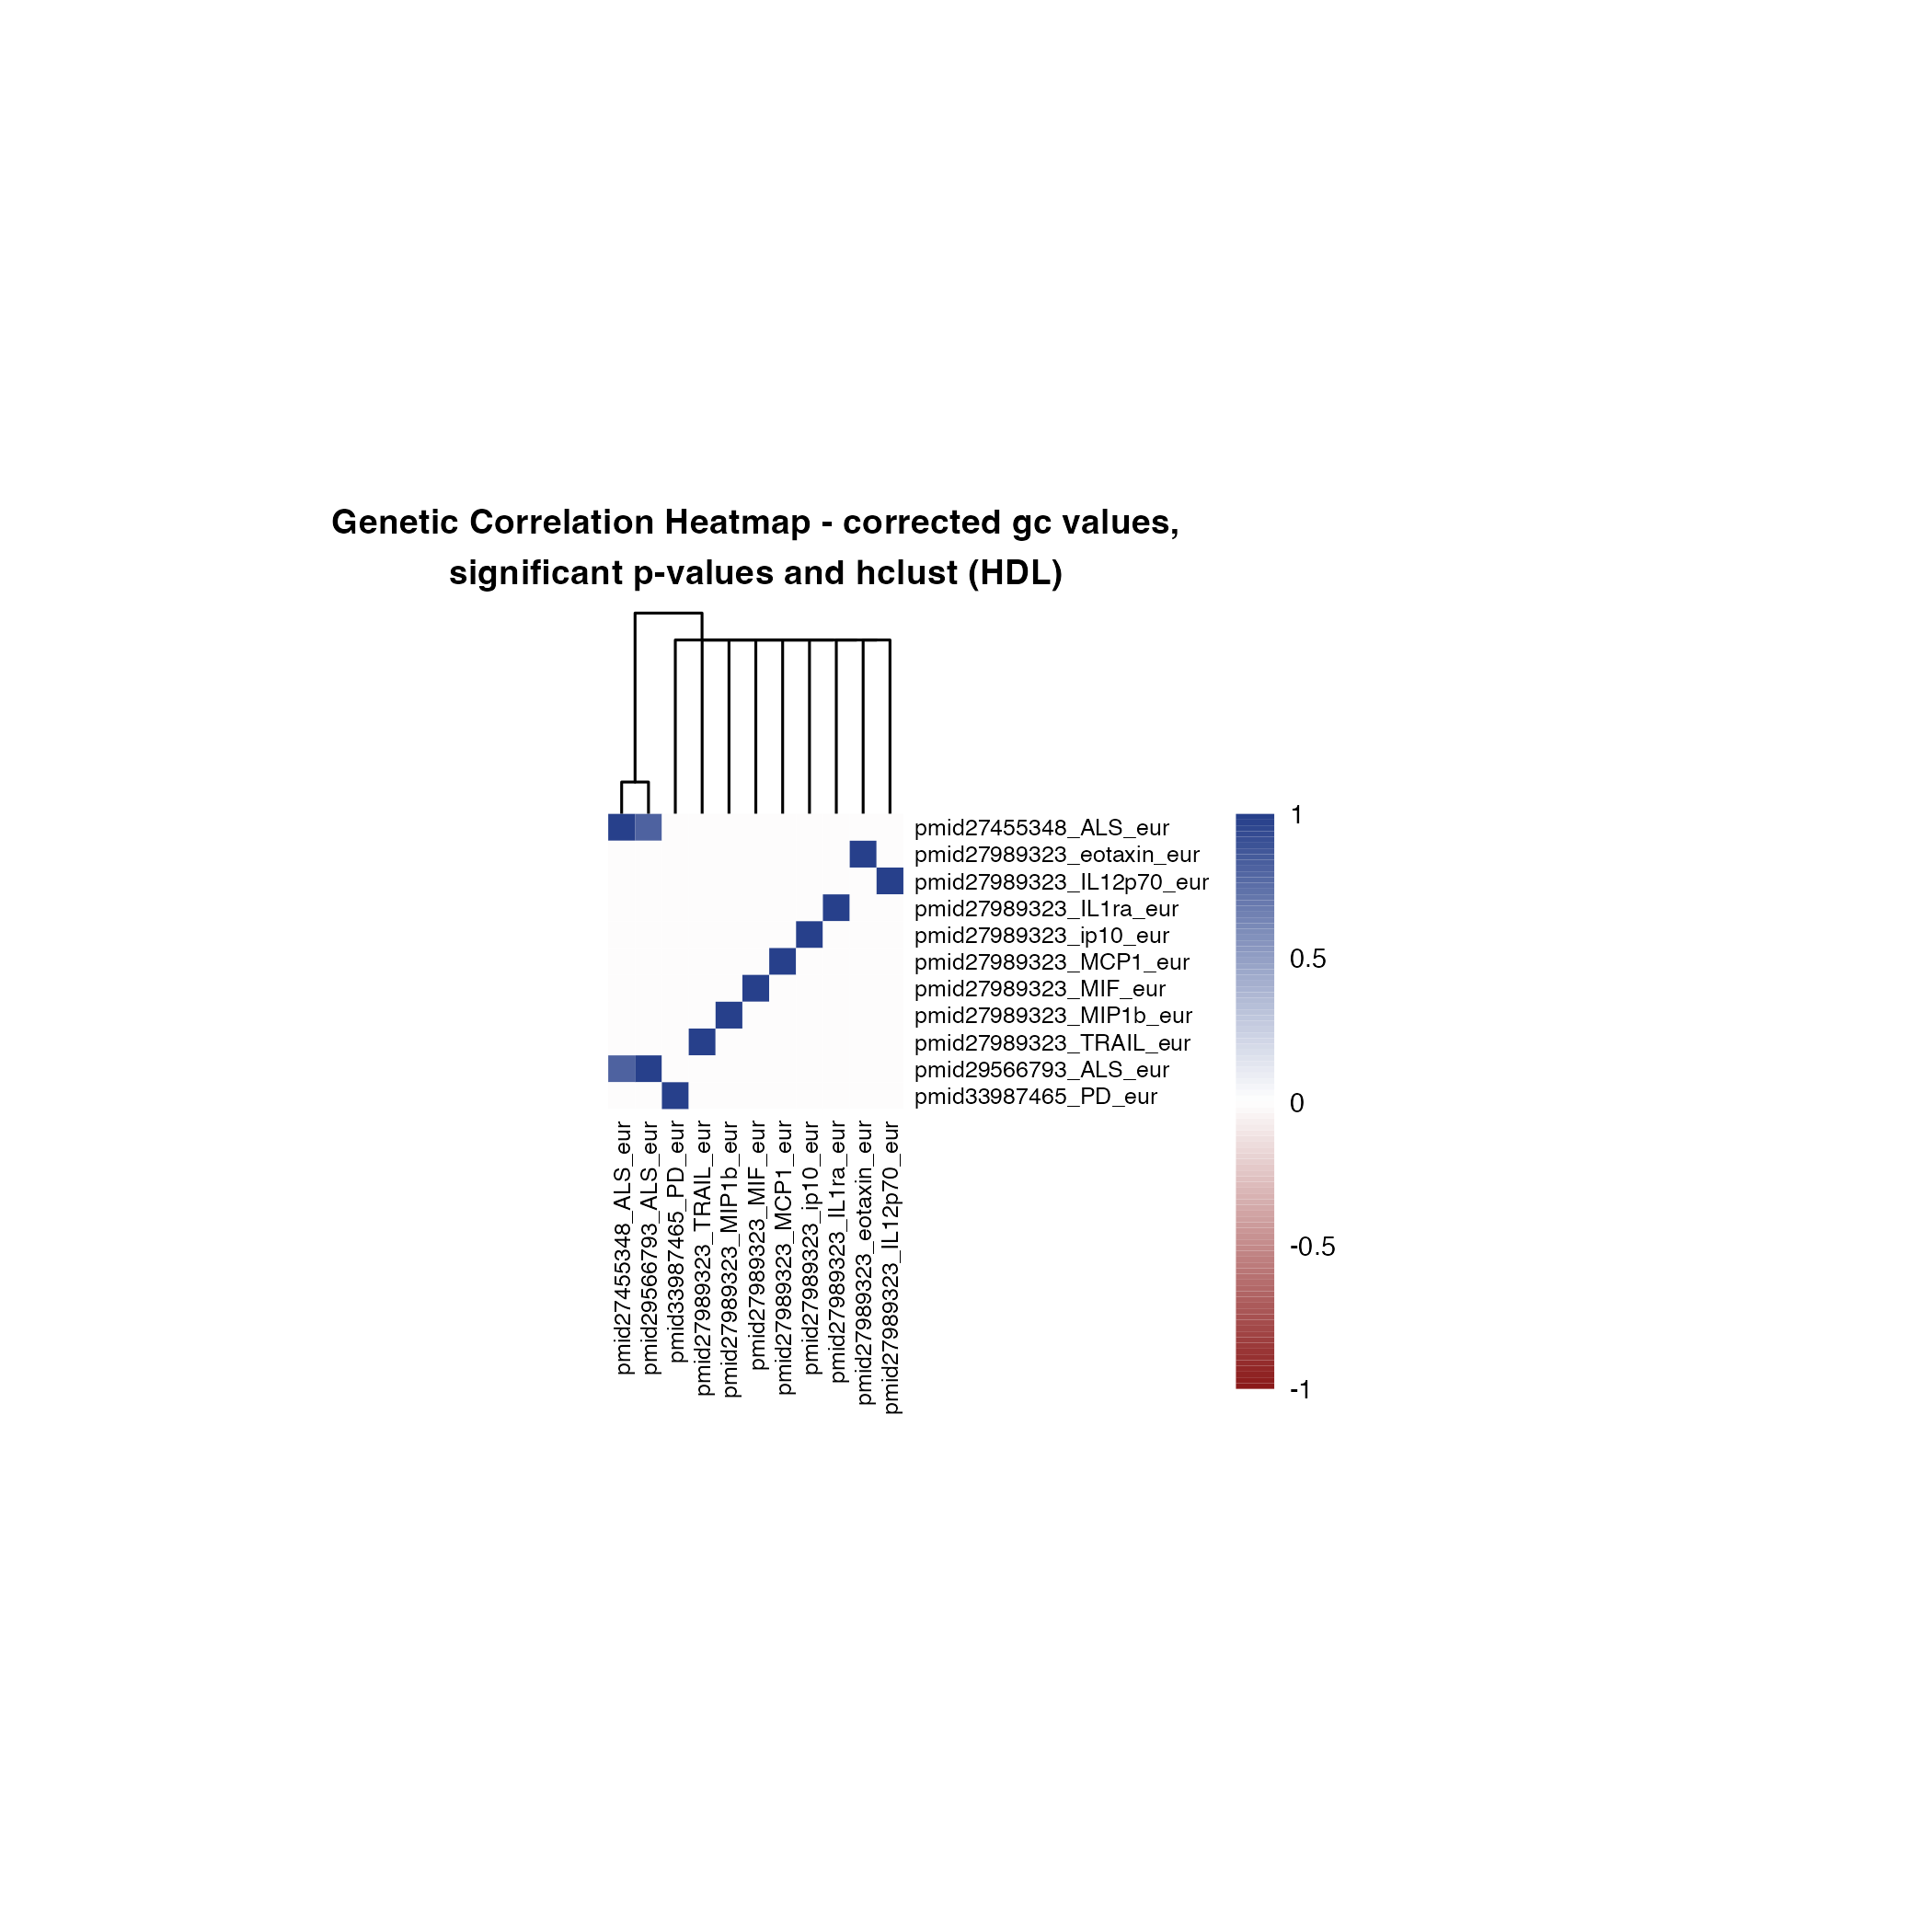 Genetic Correlation Heatmap - corrected gc values,
significant p-values and hclust (HDL)
pmid27455348_ALS_eur
pmid27989323_eotaxin_eur
pmid27989323_IL12p70_eur
pmid27989323_IL1ra_eur
pmid27989323_ip10_eur
pmid27989323_MCP1_eur
pmid27989323_MIF_eur
pmid27989323_MIP1b_eur
pmid27989323_TRAIL_eur
pmid29566793_ALS_eur
pmid33987465_PD_eur
1
0.5
0
-0.5
-1
pmid27455348_ALS_eur
pmid29566793_ALS_eur
pmid33987465_PD_eur
pmid27989323_TRAIL_eur
pmid27989323_MIP1b_eur
pmid27989323_MIF_eur
pmid27989323_MCP1_eur
pmid27989323_ip10_eur
pmid27989323_IL1ra_eur
pmid27989323_eotaxin_eur
pmid27989323_IL12p70_eur